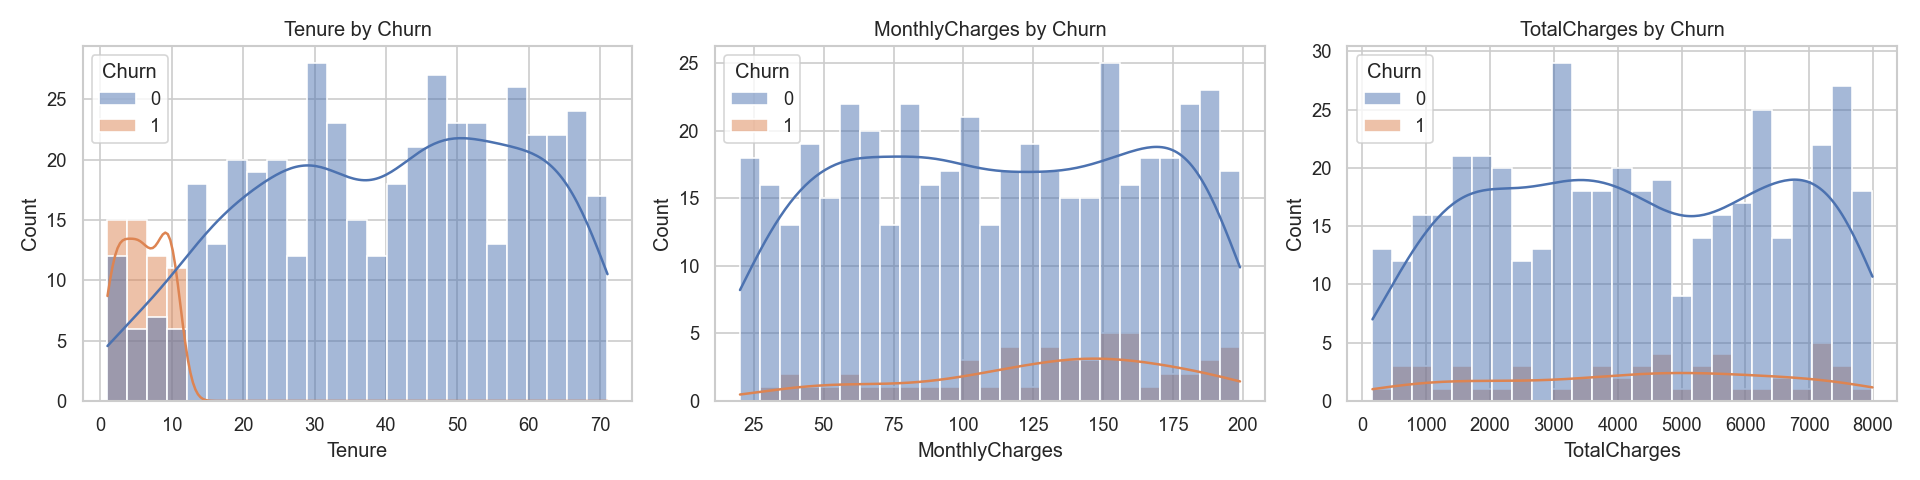 Tenure by Churn
Churn
0
1
25
20
15
10
5
0
Count
0 10 20 30 40 50 60 70
Tenure
MonthlyCharges by Churn
Churn
0
1
25
20
15
10
5
0
Count
25 50 75 100 125 150 175 200
MonthlyCharges
TotalCharges by Churn
Churn
0
1
30
25
20
15
10
5
0
Count
0 1000 2000 3000 4000 5000 6000 7000 8000
TotalCharges